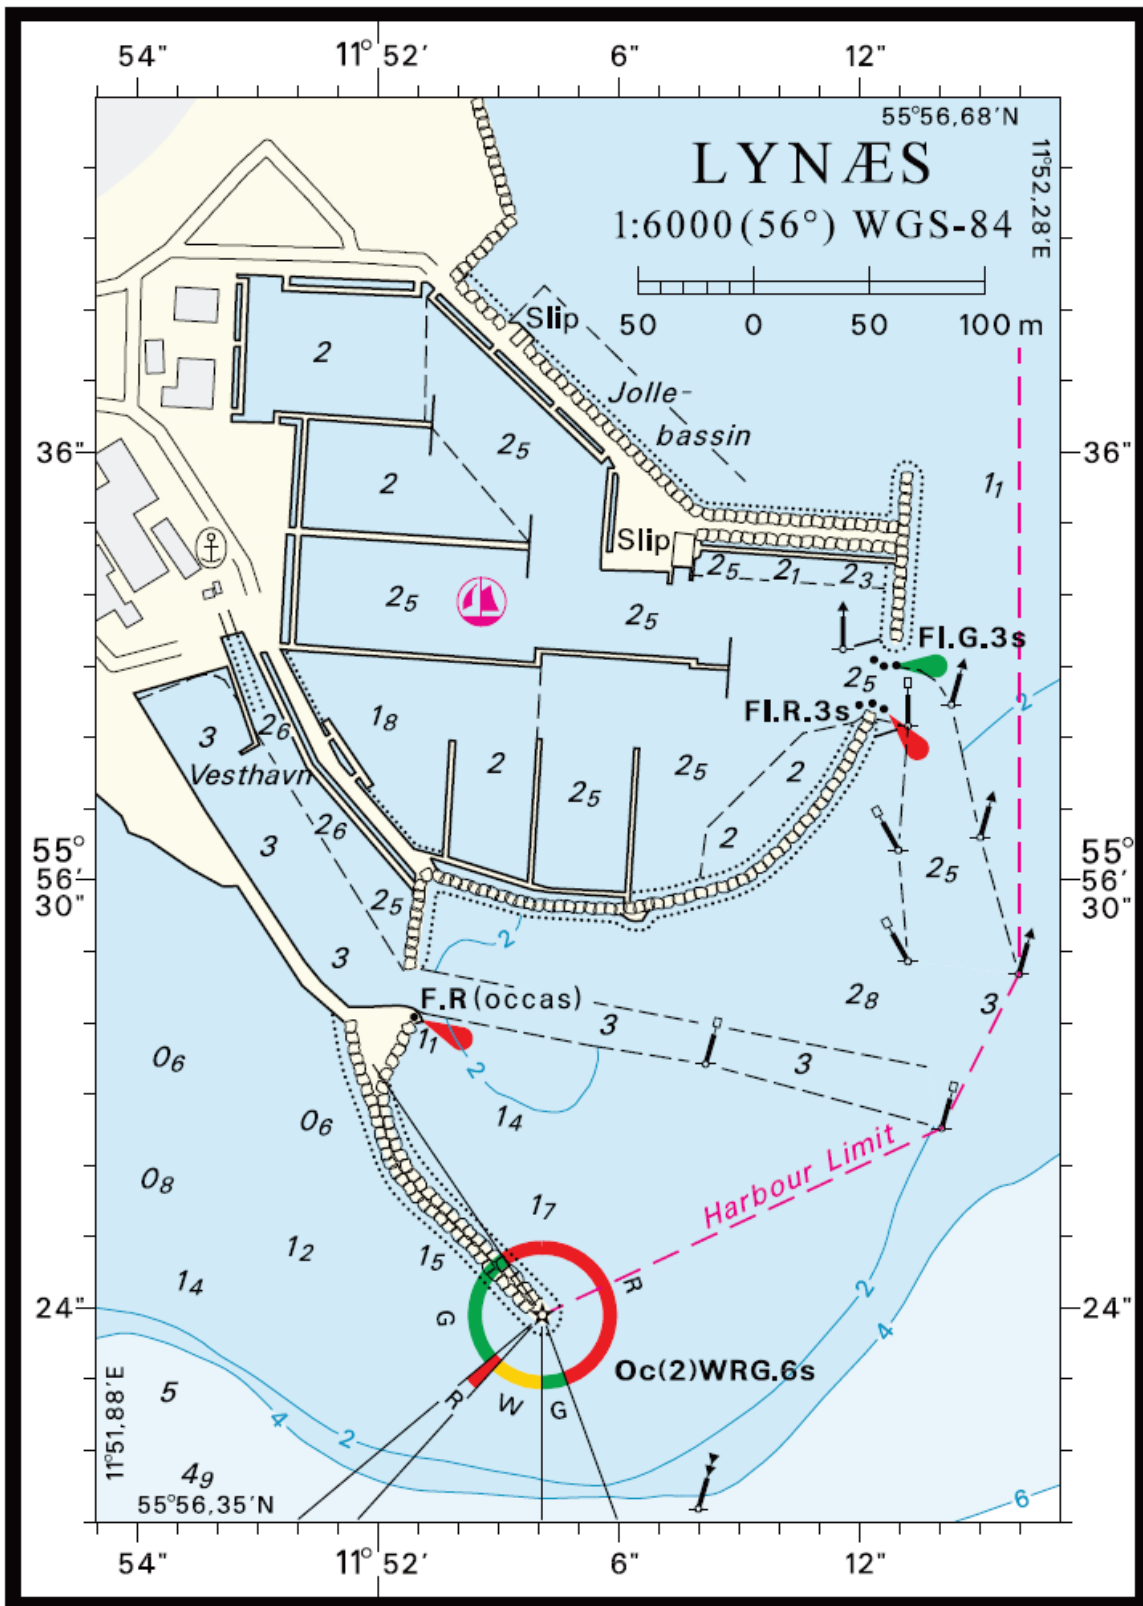 54" 11°52' 6" 12"
55°56,68'N
LYNÆS
11°52,28'E
1:6000(56°) WGS-84
50 0 50 100 m
Slip
2
Jolle-
bassin
36" 2₅ 36"
2 1₁
Slip
2₅ 2₁ 2₃
2₅ 2₅
Fl.G.3s
2₅
2
1₈ Fl.R.3s
3 2₆
Vesthavn 2 2₅ 2
2₅
2₆ 2
3
55° 55°
56' 2₅ 56'
30" 2₅ 30"
2
3
F.R(occas) 2₈ 3
3
0₆ 1₁ 3
2
0₆ 1₄
Harbour Limit
0₈
1₇
1₂ 1₅
1₄ R 2
24" G 4 24"
Oc(2)WRG.6s
5 R W G
11°51,88'E
4 2
4₉
55°56,35'N 6
54" 11°52' 6" 12"